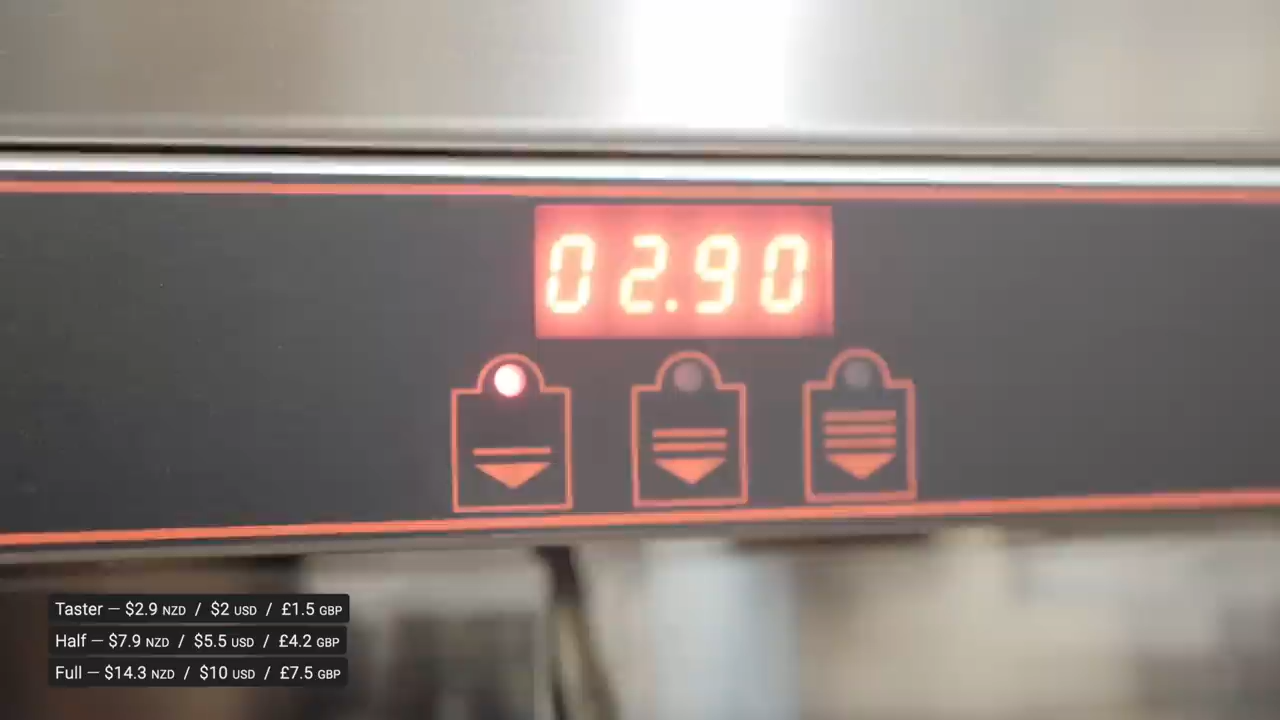 02.90
Taster — $2.9 NZD / $2 USD / £1.5 GBP
Half — $7.9 NZD / $5.5 USD / £4.2 GBP
Full — $14.3 NZD / $10 USD / £7.5 GBP